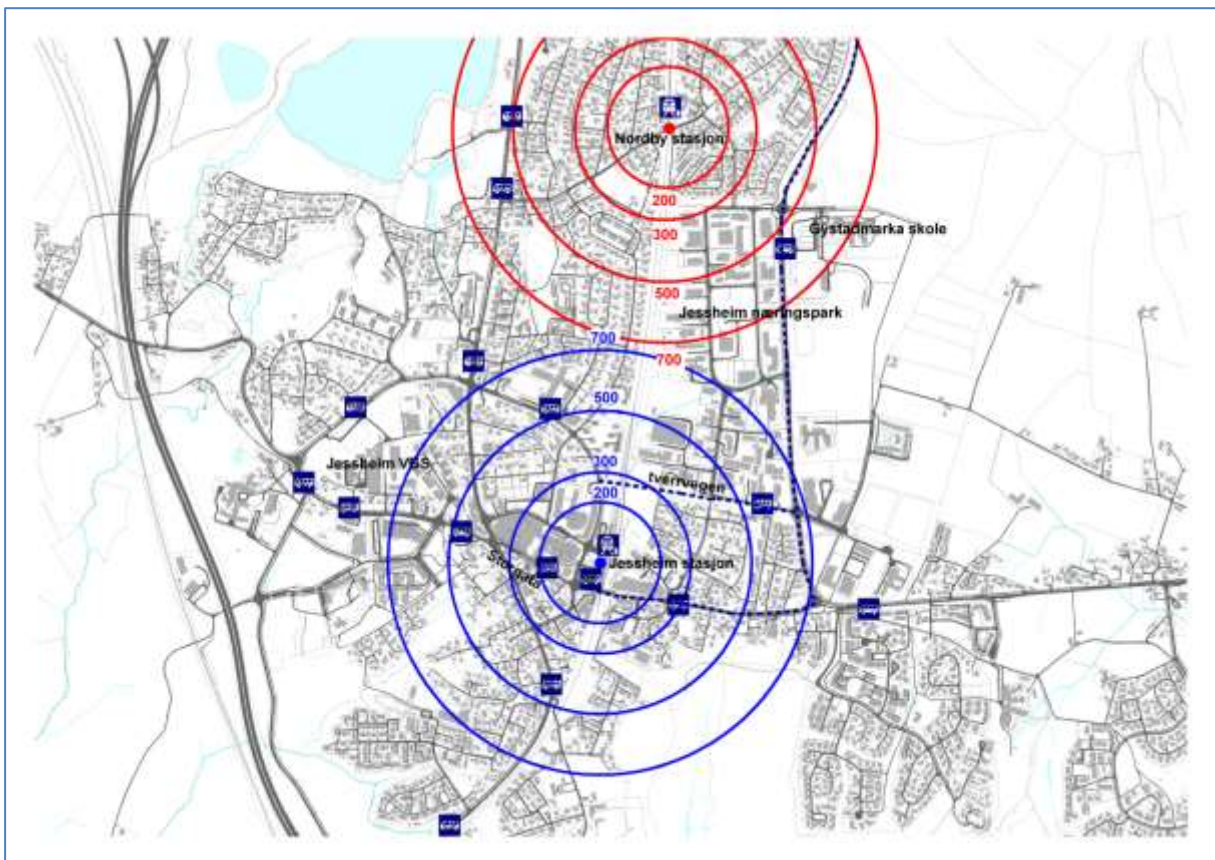 Nordby stasjon
200
Gystadmarka skole
300
500
Jessheim næringspark
700
700
500
Jessheim VGS
300
tverrvegen
200
Storgata
Jessheim stasjon